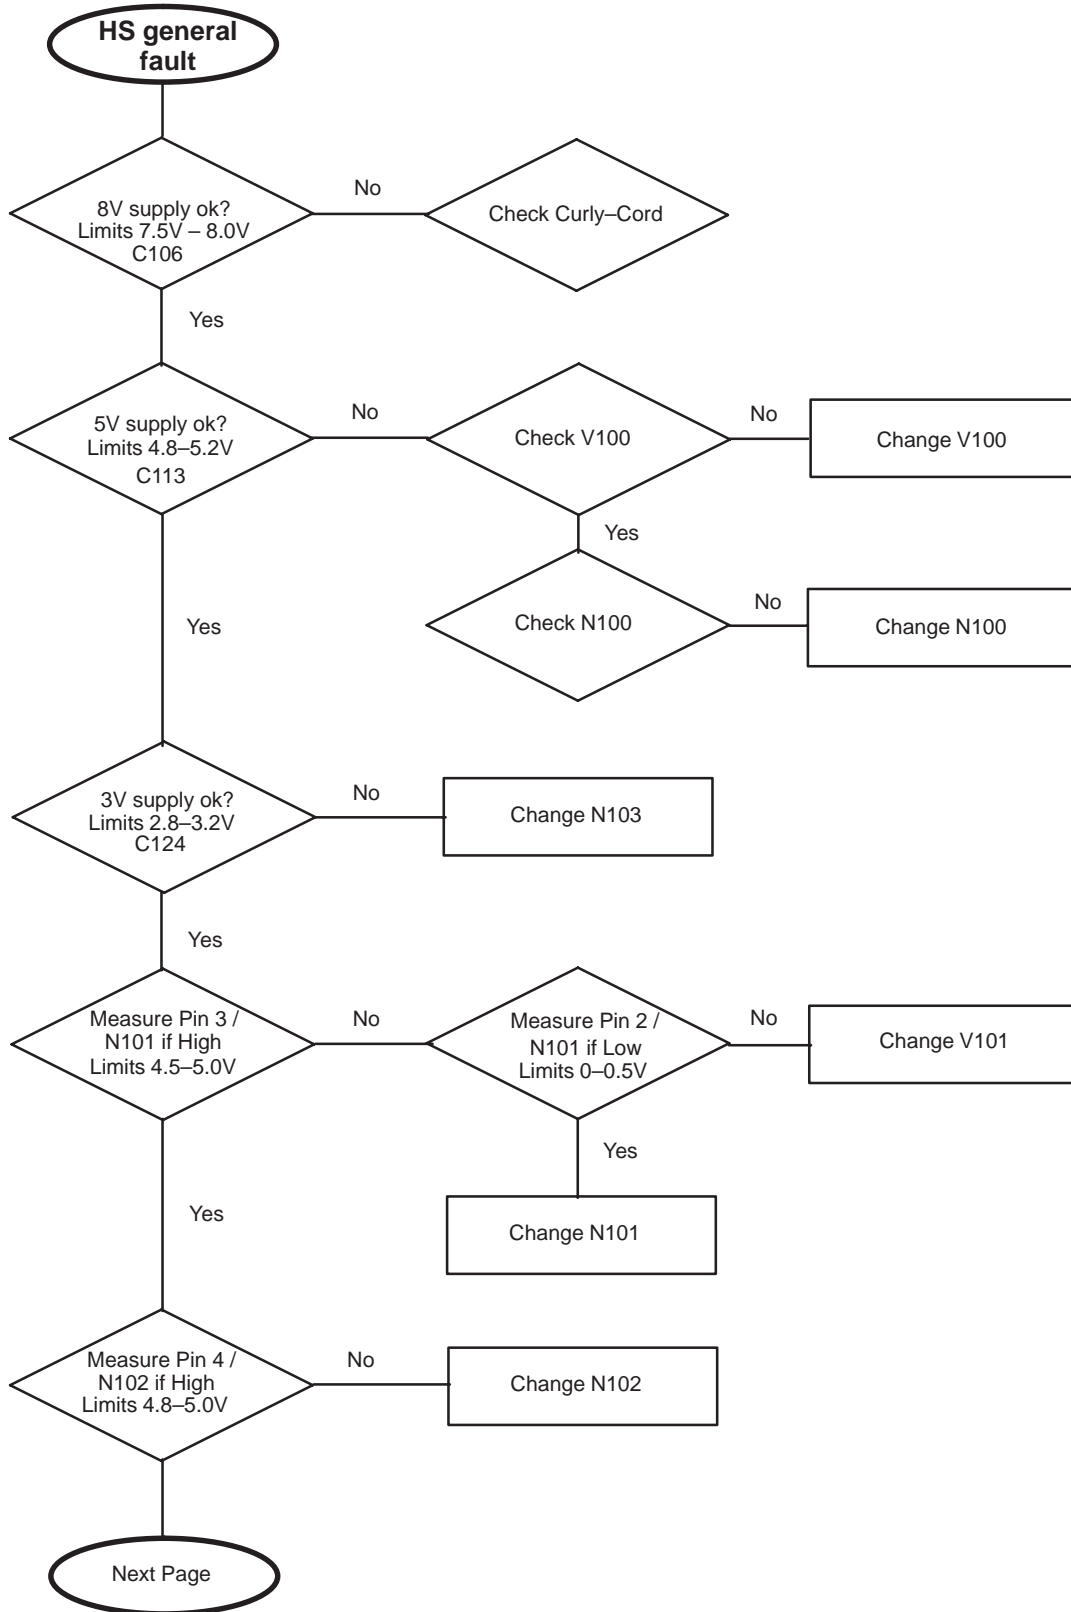 HS general
fault
8V supply ok?
Limits 7.5V – 8.0V
C106
No
Check Curly–Cord
Yes
5V supply ok?
Limits 4.8–5.2V
C113
No
Check V100
No
Change V100
Yes
Check N100
No
Change N100
Yes
3V supply ok?
Limits 2.8–3.2V
C124
No
Change N103
Yes
Measure Pin 3 /
N101 if High
Limits 4.5–5.0V
No
Measure Pin 2 /
N101 if Low
Limits 0–0.5V
No
Change V101
Yes
Change N101
Yes
Measure Pin 4 /
N102 if High
Limits 4.8–5.0V
No
Change N102
Next Page